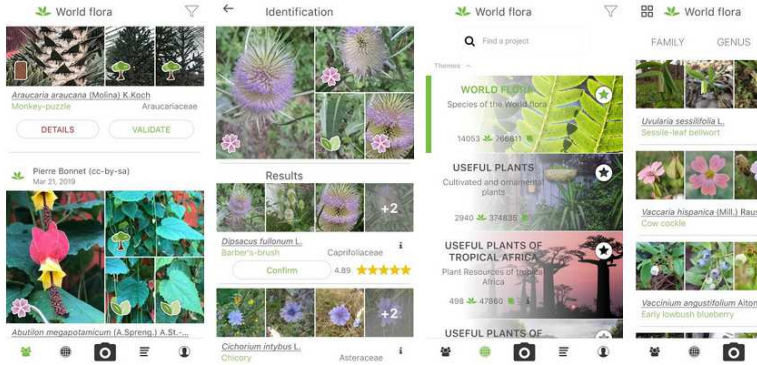 World flora
Araucaria araucana (Molina) K.Koch
Monkey-puzzle Araucariaceae
DETAILS VALIDATE
Pierre Bonnet (cc-by-sa)
Mar 21, 2019
Abutilon megapotamicum (A.Spreng.) A.St.-...
Identification
Results
+2
Dipsacus fullonum L.
Barber's-brush Caprifoliaceae
Confirm 4.89
+2
Cichorium intybus L.
Chicory Asteraceae
World flora
Find a project
Themes
WORLD FLORA
Species of the World flora
14053 766611
USEFUL PLANTS
Cultivated and ornamental
plants
2940 374835
USEFUL PLANTS OF
TROPICAL AFRICA
Plant Resources of tropical
Africa
498 47860
USEFUL PLANTS OF
World flora
FAMILY GENUS
Uvularia sessilifolia L.
Sessile-leaf bellwort
Vaccaria hispanica (Mill.) Raus
Cow cockle
Vaccinium angustifolium Aiton
Early lowbush blueberry